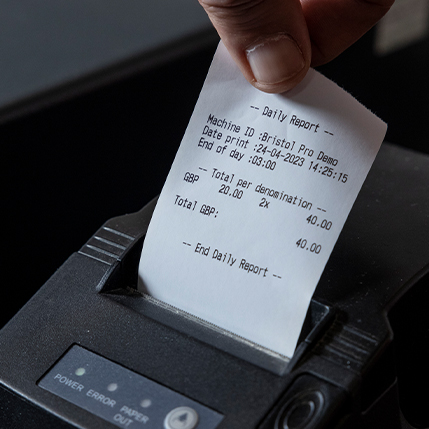 -- Daily Report --
Machine ID :Bristol Pro Demo
Date print :24-04-2023 14:25:15
End of day :03:00
-- Total per denomination --
GBP 20.00 2x 40.00
Total GBP: 40.00
-- End Daily Report --
POWER ERROR PAPER OUT